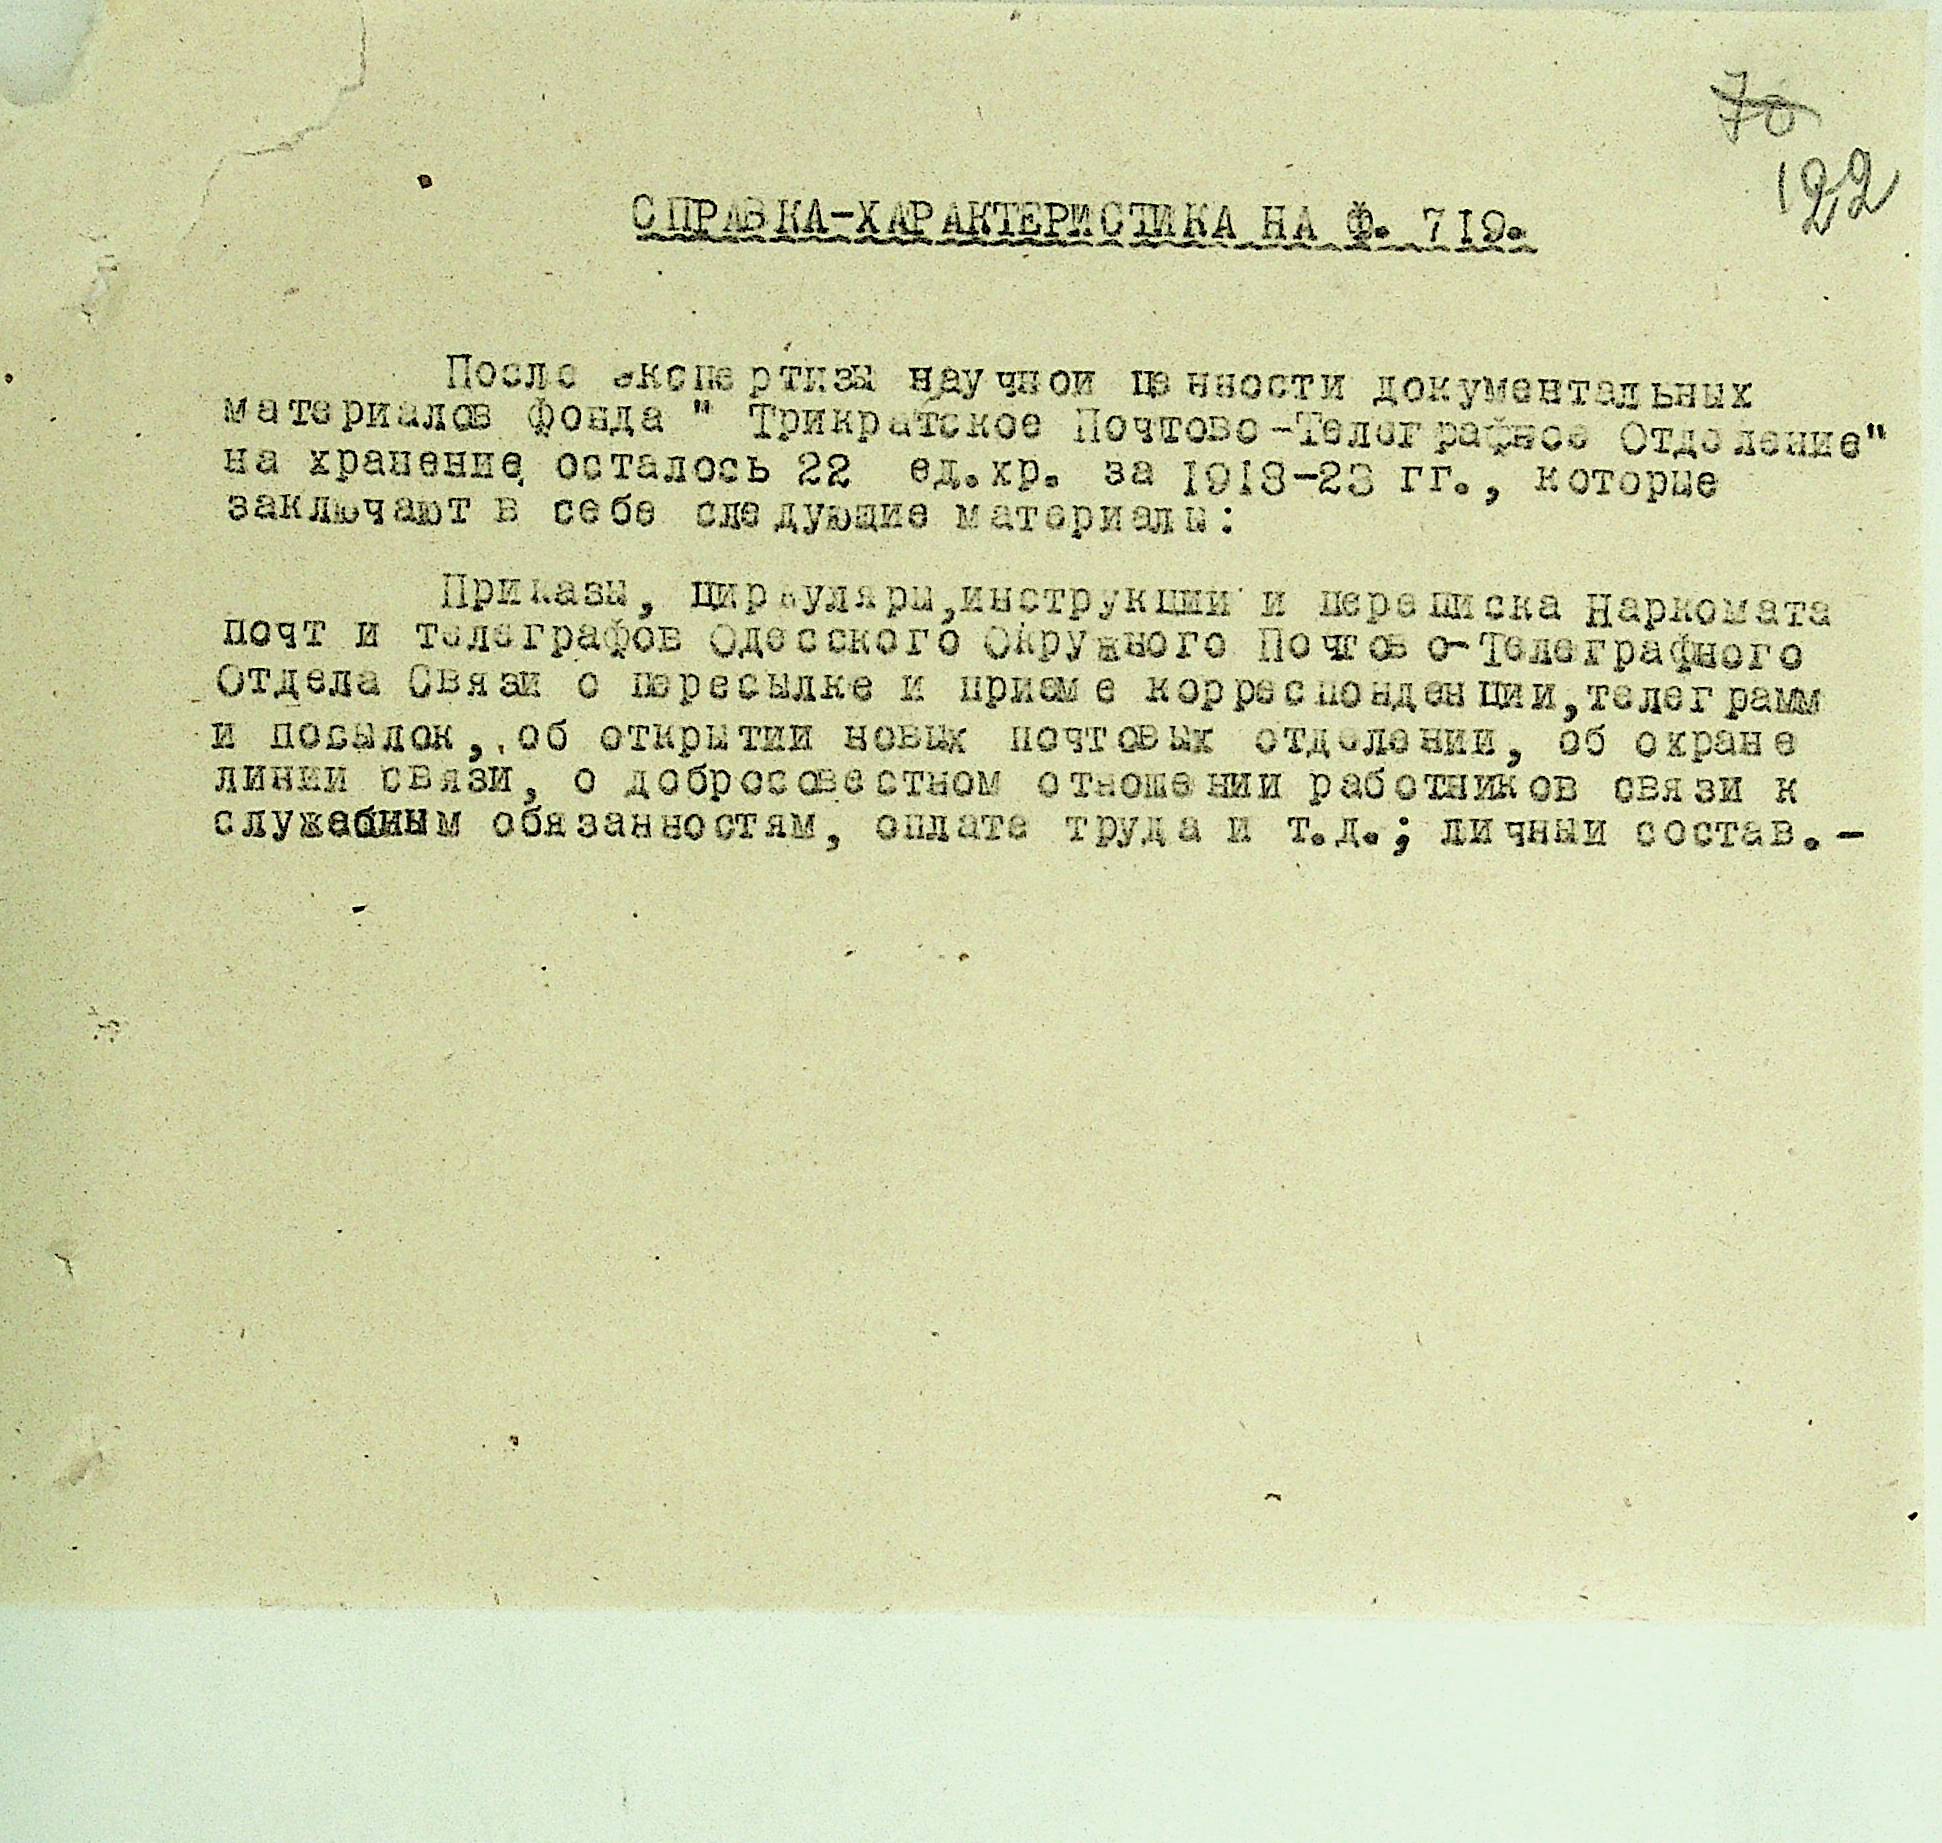 70
122
СПРАВКА-ХАРАКТЕРИСТИКА НА Ф. 719.
После экспертизы научной ценности документальных
материалов фонда " Трикратское Почтово-Телеграфное Отделение"
на хранение осталось 22 ед.хр. за 1918-23 гг., которые
заключают в себе следующие материалы:
Приказы, циркуляры,инструкции и переписка Наркомата
почт и телеграфов Одесского Окружного Почтово-Телеграфного
Отдела Связи о пересылке и приеме корреспонденции,телеграмм
и посылок, об открытии новых почтовых отделений, об охране
линий связи, о добросовестном отношении работников связи к
служебным обязанностям, оплате труда и т.д.; личный состав.-